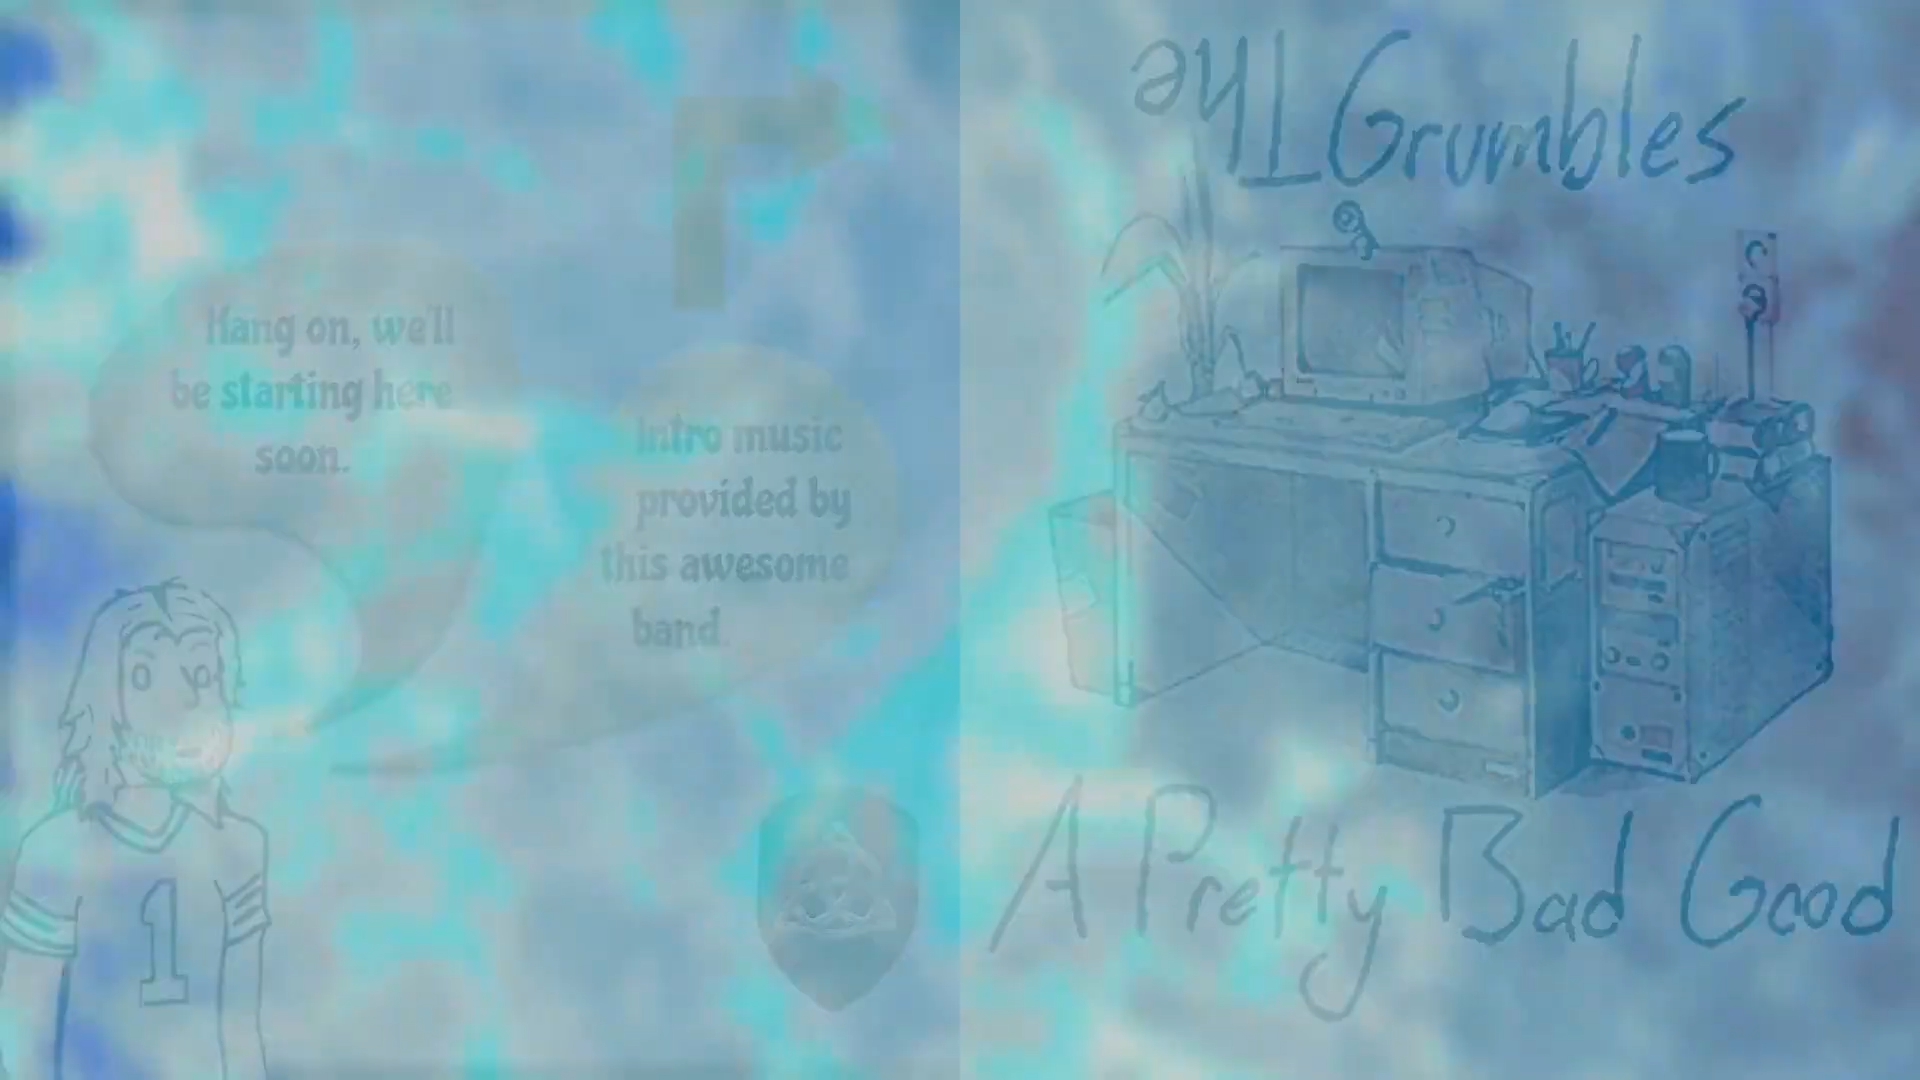 Hang on, we'll
be starting here
soon.
Intro music
provided by
this awesome
band.
1
The Grumbles
A Pretty Bad Good